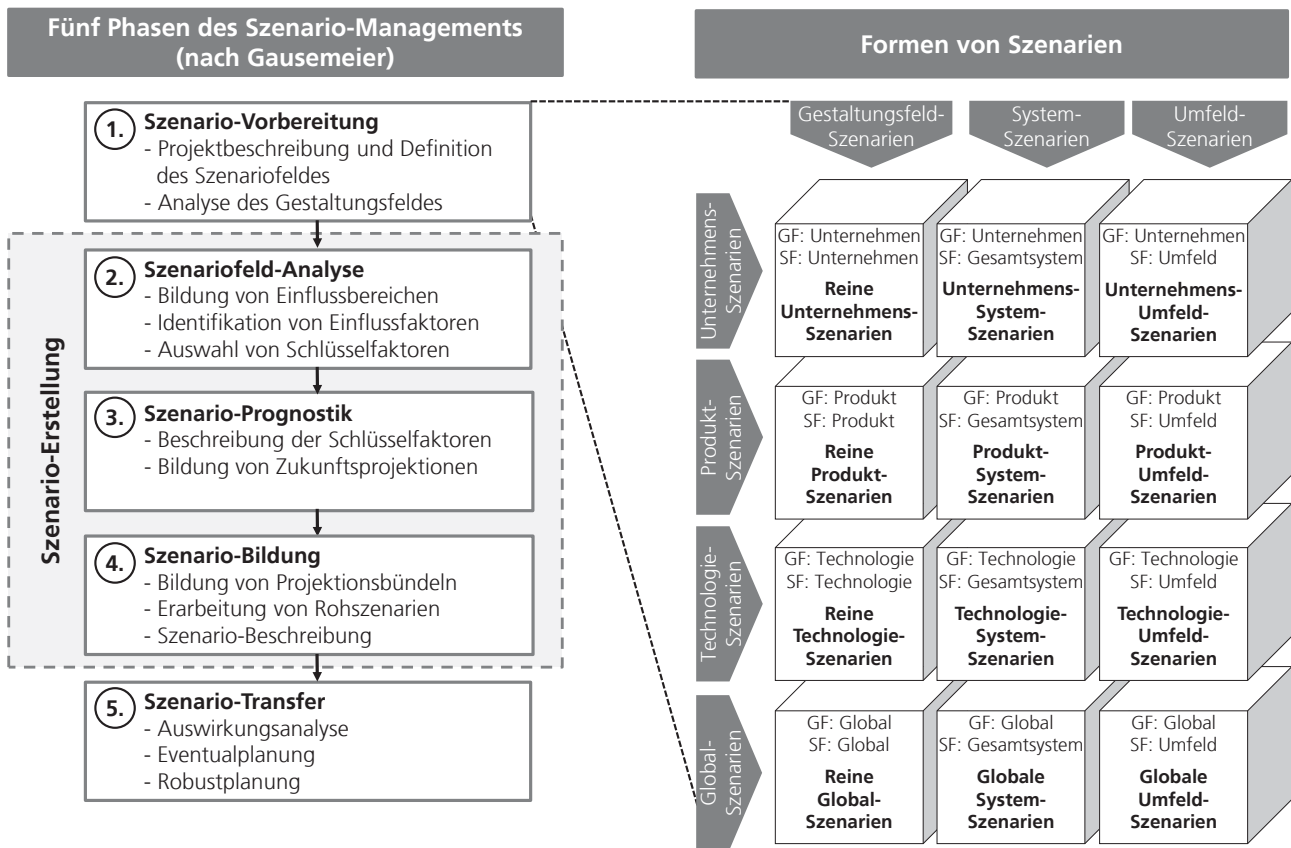 Fünf Phasen des Szenario-Managements
(nach Gausemeier)
1.
Szenario-Vorbereitung
- Projektbeschreibung und Definition
des Szenariofeldes
- Analyse des Gestaltungsfeldes
Szenario-Erstellung
2.
Szenariofeld-Analyse
- Bildung von Einflussbereichen
- Identifikation von Einflussfaktoren
- Auswahl von Schlüsselfaktoren
3.
Szenario-Prognostik
- Beschreibung der Schlüsselfaktoren
- Bildung von Zukunftsprojektionen
4.
Szenario-Bildung
- Bildung von Projektionsbündeln
- Erarbeitung von Rohszenarien
- Szenario-Beschreibung
5.
Szenario-Transfer
- Auswirkungsanalyse
- Eventualplanung
- Robustplanung
Formen von Szenarien
Gestaltungsfeld-
Szenarien
System-
Szenarien
Umfeld-
Szenarien
Unternehmens-
Szenarien
GF: Unternehmen
SF: Unternehmen
Reine
Unternehmens-
Szenarien
GF: Unternehmen
SF: Gesamtsystem
Unternehmens-
System-
Szenarien
GF: Unternehmen
SF: Umfeld
Unternehmens-
Umfeld-
Szenarien
Produkt-
Szenarien
GF: Produkt
SF: Produkt
Reine
Produkt-
Szenarien
GF: Produkt
SF: Gesamtsystem
Produkt-
System-
Szenarien
GF: Produkt
SF: Umfeld
Produkt-
Umfeld-
Szenarien
Technologie-
Szenarien
GF: Technologie
SF: Technologie
Reine
Technologie-
Szenarien
GF: Technologie
SF: Gesamtsystem
Technologie-
System-
Szenarien
GF: Technologie
SF: Umfeld
Technologie-
Umfeld-
Szenarien
Global-
Szenarien
GF: Global
SF: Global
Reine
Global-
Szenarien
GF: Global
SF: Gesamtsystem
Globale
System-
Szenarien
GF: Global
SF: Umfeld
Globale
Umfeld-
Szenarien